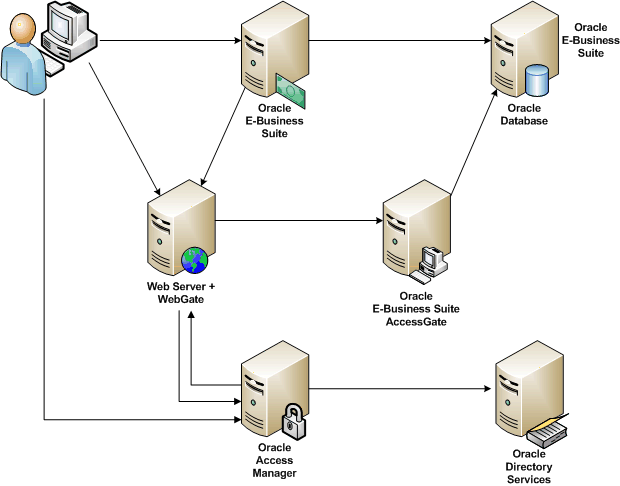 Oracle
E-Business
Suite
Oracle
E-Business
Suite
Oracle
Database
Web Server +
WebGate
Oracle
E-Business Suite
AccessGate
Oracle
Access
Manager
Oracle
Directory
Services